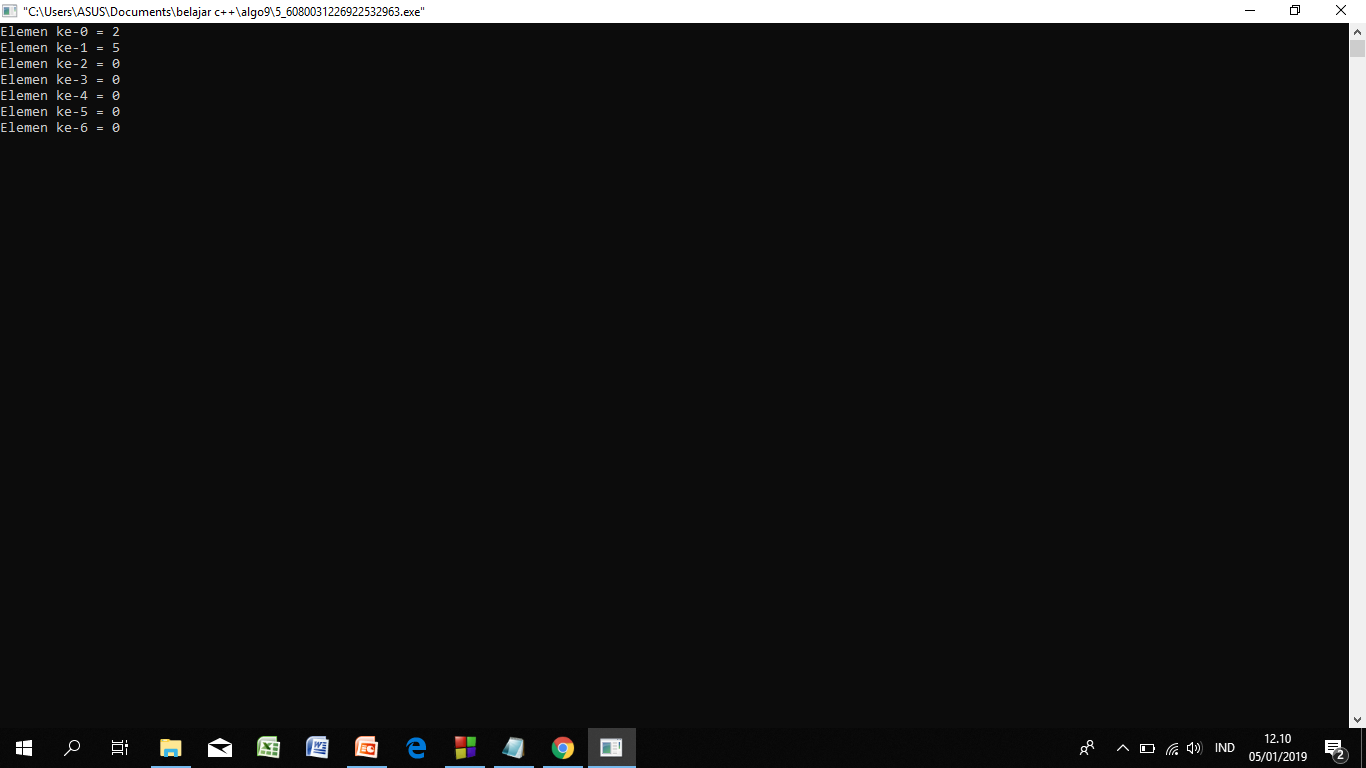 "C:\Users\ASUS\Documents\belajar c++\algo9\5_6080031226922532963.exe"
Elemen ke-0 = 2
Elemen ke-1 = 5
Elemen ke-2 = 0
Elemen ke-3 = 0
Elemen ke-4 = 0
Elemen ke-5 = 0
Elemen ke-6 = 0
IND
12.10
05/01/2019
2